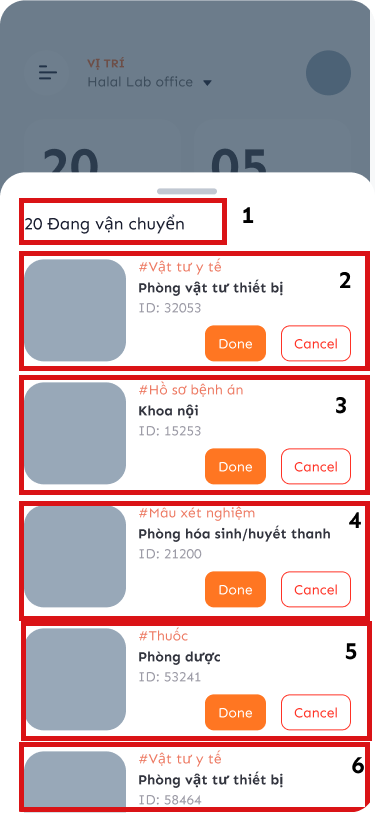 VỊ TRÍ
Halal Lab office
20 05
20 Đang vận chuyển 1
#Vật tư y tế
Phòng vật tư thiết bị 2
ID: 32053
Done Cancel
#Hồ sơ bệnh án
Khoa nội 3
ID: 15253
Done Cancel
#Mẫu xét nghiệm
Phòng hóa sinh/huyết thanh 4
ID: 21200
Done Cancel
#Thuốc
Phòng dược 5
ID: 53241
Done Cancel
#Vật tư y tế 6
Phòng vật tư thiết bị
ID: 58464